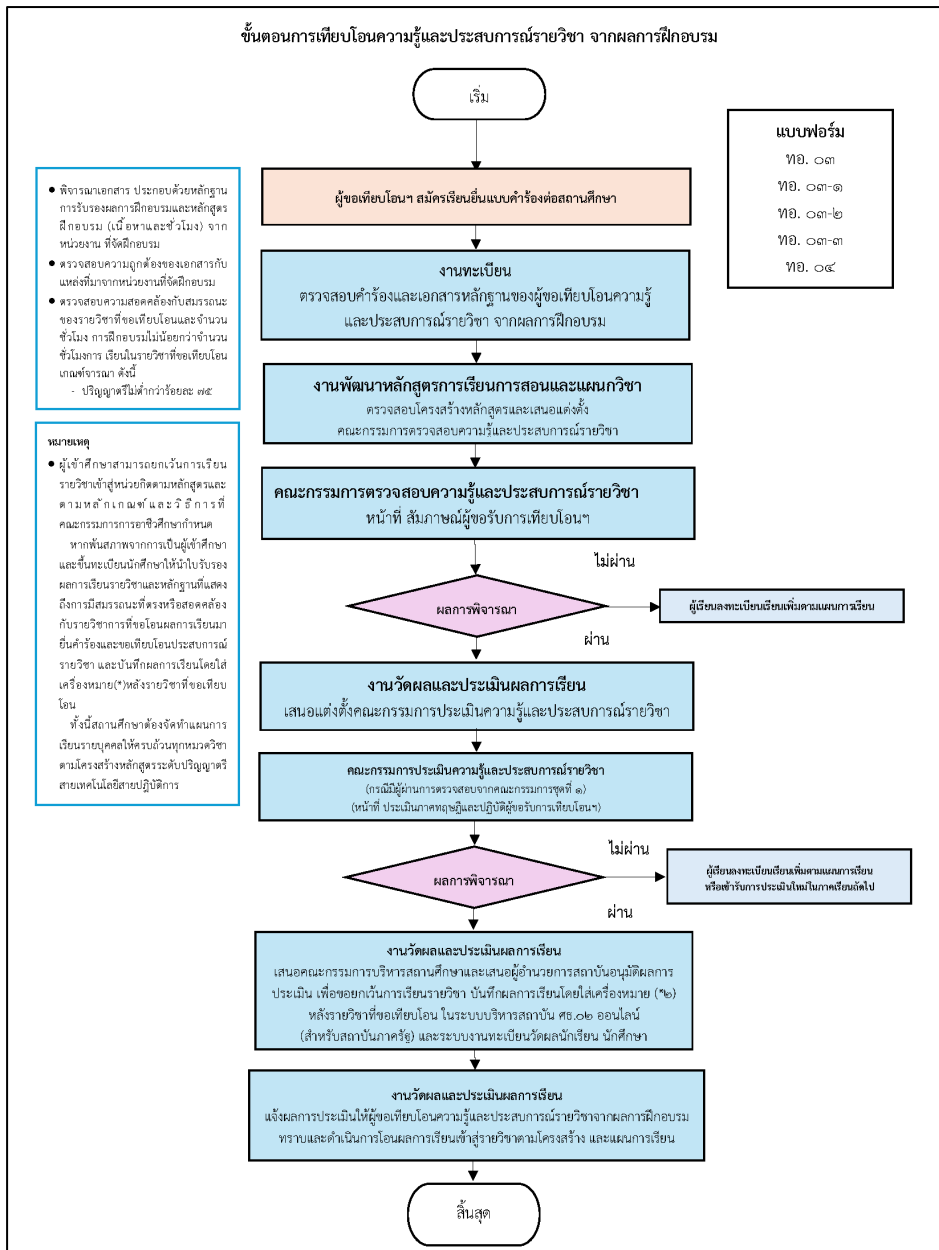 ขั้นตอนการเทียบโอนความรู้และประสบการณ์รายวิชา จากผลการฝึกอบรม
เริ่ม
แบบฟอร์ม
ทอ. ๐๓
ทอ. ๐๓-๑
ทอ. ๐๓-๒
ทอ. ๐๓-๓
ทอ. ๐๔
● พิจารณาเอกสาร ประกอบด้วยหลักฐาน
การรับรองผลการฝึกอบรมและหลักสูตร
ฝึกอบรม (เนื้อหาและชั่วโมง) จาก
หน่วยงาน ที่จัดฝึกอบรม
● ตรวจสอบความถูกต้องของเอกสารกับ
แหล่งที่มาจากหน่วยงานที่จัดฝึกอบรม
● ตรวจสอบความสอดคล้องกับสมรรถนะ
ของรายวิชาที่ขอเทียบโอนและจำนวน
ชั่วโมง การฝึกอบรมไม่น้อยกว่าจำนวน
ชั่วโมงการ เรียนในรายวิชาที่ขอเทียบโอน
เกณฑ์จารณา ดังนี้
- ปริญญาตรีไม่ต่ำกว่าร้อยละ ๗๕
หมายเหตุ
● ผู้เข้าศึกษาสามารถยกเว้นการเรียน
รายวิชาเข้าสู่หน่วยกิตตามหลักสูตรและ
ตามหลักเกณฑ์และวิธีการที่
คณะกรรมการการอาชีวศึกษากำหนด
หากพ้นสภาพจากการเป็นผู้เข้าศึกษา
และขึ้นทะเบียนนักศึกษาให้นำใบรับรอง
ผลการเรียนรายวิชาและหลักฐานที่แสดง
ถึงการมีสมรรถนะที่ตรงหรือสอดคล้อง
กับรายวิชาการที่ขอโอนผลการเรียนมา
ยื่นคำร้องและขอเทียบโอนประสบการณ์
รายวิชา และบันทึกผลการเรียนโดยใส่
เครื่องหมาย(*)หลังรายวิชาที่ขอเทียบ
โอน
ทั้งนี้สถานศึกษาต้องจัดทำแผนการ
เรียนรายบุคคลให้ครบถ้วนทุกหมวดวิชา
ตามโครงสร้างหลักสูตรระดับปริญญาตรี
สายเทคโนโลยีสายปฏิบัติการ
ผู้ขอเทียบโอนฯ สมัครเรียนยื่นแบบคำร้องต่อสถานศึกษา
งานทะเบียน
ตรวจสอบคำร้องและเอกสารหลักฐานของผู้ขอเทียบโอนความรู้
และประสบการณ์รายวิชา จากผลการฝึกอบรม
งานพัฒนาหลักสูตรการเรียนการสอนและแผนกวิชา
ตรวจสอบโครงสร้างหลักสูตรและเสนอแต่งตั้ง
คณะกรรมการตรวจสอบความรู้และประสบการณ์รายวิชา
คณะกรรมการตรวจสอบความรู้และประสบการณ์รายวิชา
หน้าที่ สัมภาษณ์ผู้ขอรับการเทียบโอนฯ
ไม่ผ่าน
ผลการพิจารณา
ผู้เรียนลงทะเบียนเรียนเพิ่มตามแผนการเรียน
ผ่าน
งานวัดผลและประเมินผลการเรียน
เสนอแต่งตั้งคณะกรรมการประเมินความรู้และประสบการณ์รายวิชา
คณะกรรมการประเมินความรู้และประสบการณ์รายวิชา
(กรณีมีผู้ผ่านการตรวจสอบจากคณะกรรมการชุดที่ ๑)
(หน้าที่ ประเมินภาคทฤษฎีและปฏิบัติผู้ขอรับการเทียบโอนฯ)
ไม่ผ่าน
ผลการพิจารณา
ผู้เรียนลงทะเบียนเรียนเพิ่มตามแผนการเรียน
หรือเข้ารับการประเมินใหม่ในภาคเรียนถัดไป
ผ่าน
งานวัดผลและประเมินผลการเรียน
เสนอคณะกรรมการบริหารสถานศึกษาและเสนอผู้อำนวยการสถาบันอนุมัติผลการ
ประเมิน เพื่อขอยกเว้นการเรียนรายวิชา บันทึกผลการเรียนโดยใส่เครื่องหมาย (*๒)
หลังรายวิชาที่ขอเทียบโอน ในระบบบริหารสถาบัน ศธ.๐๒ ออนไลน์
(สำหรับสถาบันภาครัฐ) และระบบงานทะเบียนวัดผลนักเรียน นักศึกษา
งานวัดผลและประเมินผลการเรียน
แจ้งผลการประเมินให้ผู้ขอเทียบโอนความรู้และประสบการณ์รายวิชาจากผลการฝึกอบรม
ทราบและดำเนินการโอนผลการเรียนเข้าสู่รายวิชาตามโครงสร้าง และแผนการเรียน
สิ้นสุด